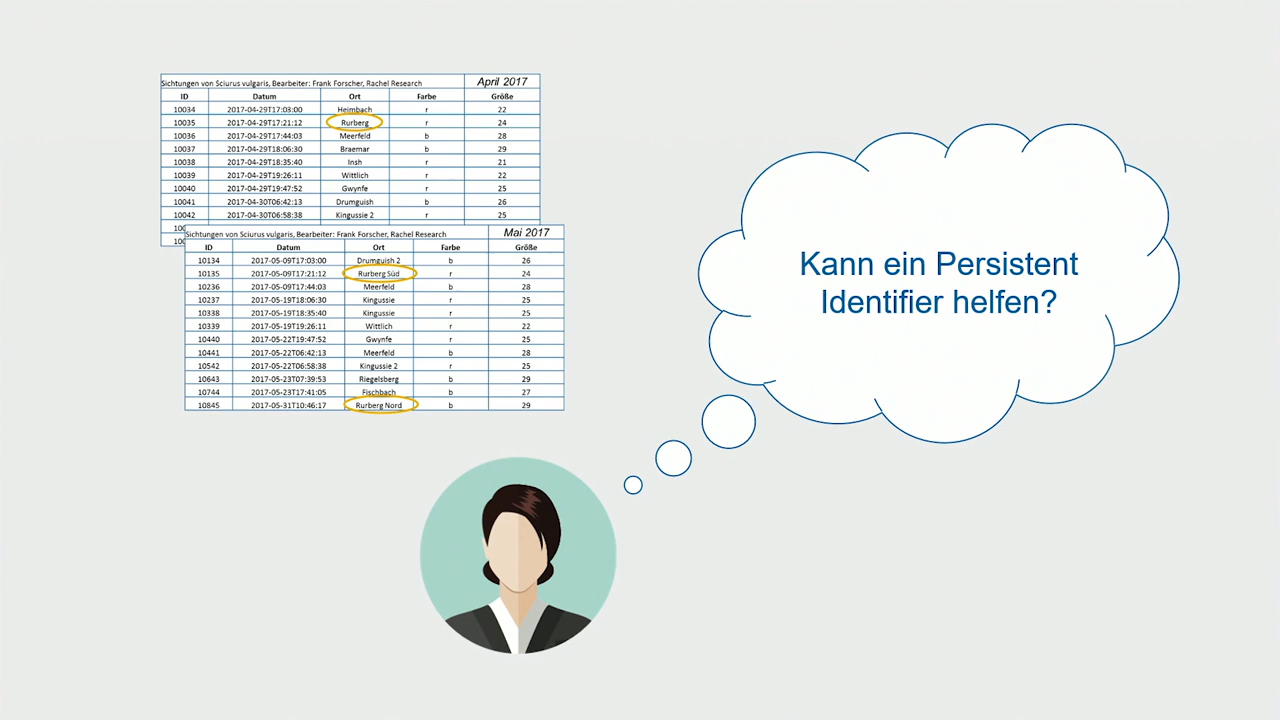 Sichtungen von Sciurus vulgaris, Bearbeiter: Frank Forscher, Rachel Research April 2017
ID Datum Ort Farbe Größe
10034 2017-04-29T17:03:00 Heimbach r 22
10035 2017-04-29T17:21:12 Rurberg r 24
10036 2017-04-29T17:44:03 Meerfeld b 28
10037 2017-04-29T18:06:30 Braemar b 29
10038 2017-04-29T18:35:40 Insh r 21
10039 2017-04-29T19:26:11 Wittlich r 22
10040 2017-04-29T19:47:52 Gwynfe r 25
10041 2017-04-30T06:42:13 Drumguish b 26
10042 2017-04-30T06:58:38 Kingussie 2 r 25
Sichtungen von Sciurus vulgaris, Bearbeiter: Frank Forscher, Rachel Research Mai 2017
ID Datum Ort Farbe Größe
10134 2017-05-09T17:03:00 Drumguish 2 b 26
10135 2017-05-09T17:21:12 Rurberg Süd r 24
10236 2017-05-09T17:44:03 Meerfeld b 28
10237 2017-05-19T18:06:30 Kingussie r 25
10338 2017-05-19T18:35:40 Kingussie r 25
10339 2017-05-19T19:26:11 Wittlich r 22
10440 2017-05-22T19:47:52 Gwynfe r 25
10441 2017-05-22T06:42:13 Meerfeld b 28
10542 2017-05-22T06:58:38 Kingussie 2 r 25
10643 2017-05-23T07:39:53 Riegelsberg b 29
10744 2017-05-23T17:41:05 Fischbach b 27
10845 2017-05-31T10:46:17 Rurberg Nord b 29
Kann ein Persistent
Identifier helfen?